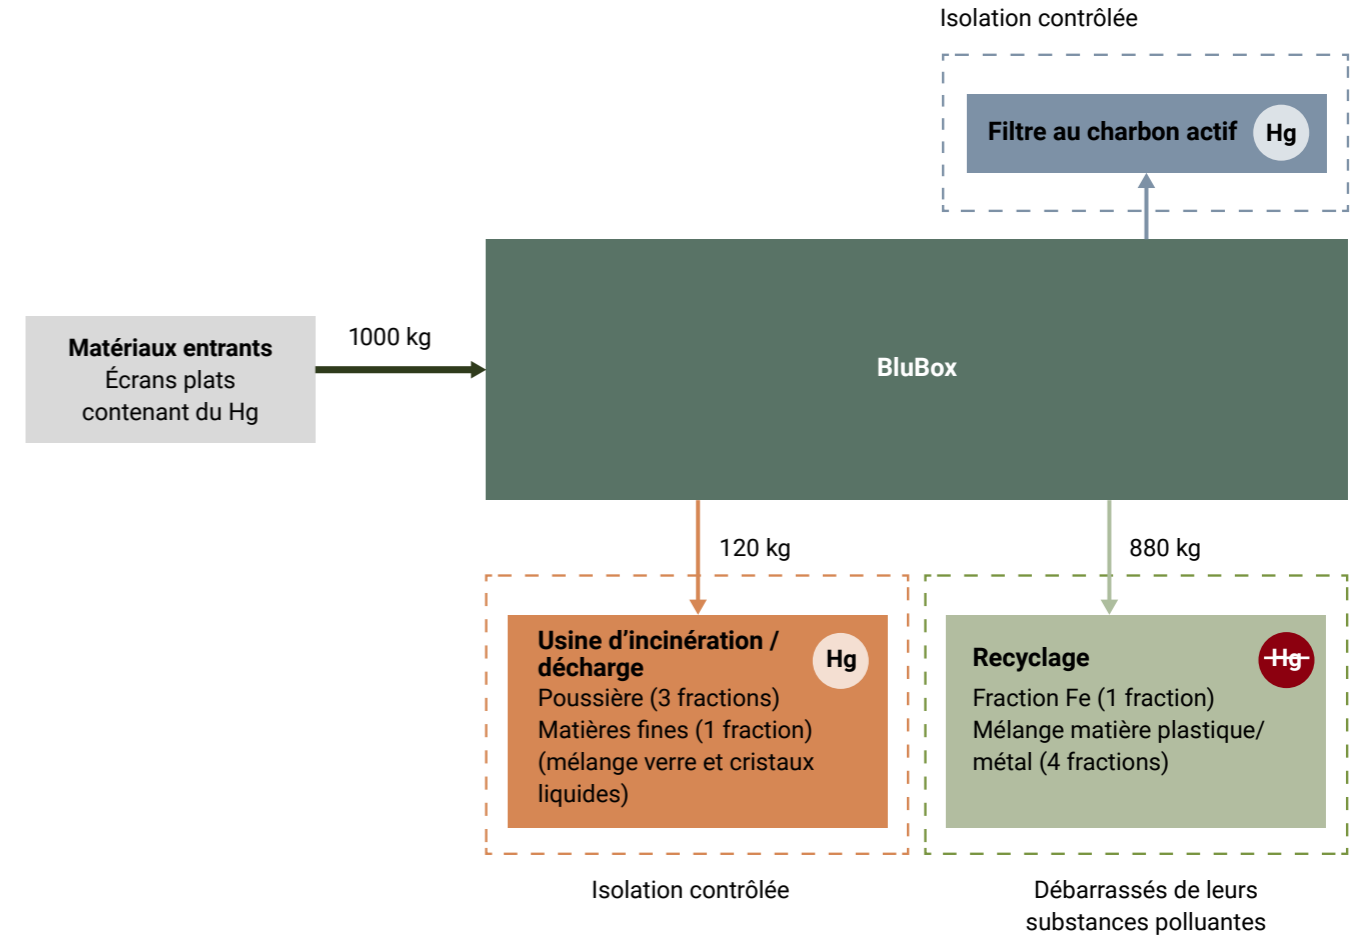 Isolation contrôlée
Filtre au charbon actif
Hg
1000 kg
Matériaux entrants
Écrans plats
contenant du Hg
BluBox
120 kg
880 kg
Usine d’incinération /
décharge
Hg
Poussière (3 fractions)
Matières fines (1 fraction)
(mélange verre et cristaux
liquides)
Recyclage
Hg
Fraction Fe (1 fraction)
Mélange matière plastique/
métal (4 fractions)
Isolation contrôlée
Débarrassés de leurs
substances polluantes